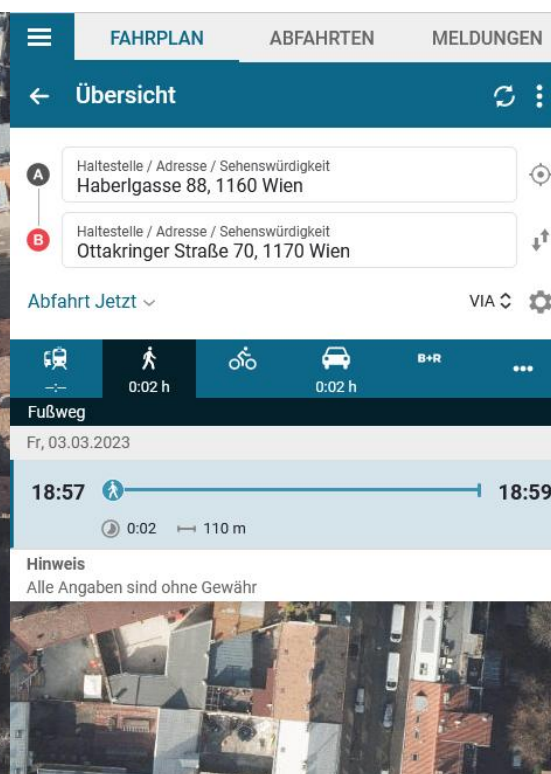 FAHRPLAN ABFAHRTEN MELDUNGEN
Übersicht
A
Haltestelle / Adresse / Sehenswürdigkeit
Haberlgasse 88, 1160 Wien
B
Haltestelle / Adresse / Sehenswürdigkeit
Ottakringer Straße 70, 1170 Wien
Abfahrt Jetzt VIA
B+R
--:-- 0:02 h 0:02 h
Fußweg
Fr, 03.03.2023
18:57 18:59
0:02 110 m
Hinweis
Alle Angaben sind ohne Gewähr